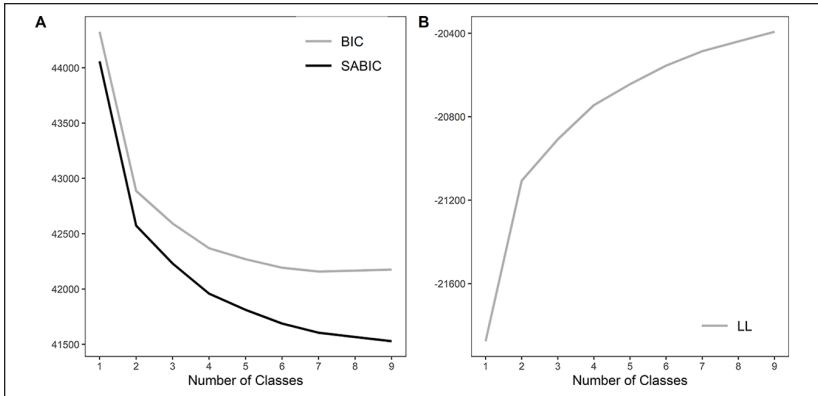 A
BIC
SABIC
44000
43500
43000
42500
42000
41500
1 2 3 4 5 6 7 8 9
Number of Classes
B
-20400
-20800
-21200
-21600
LL
1 2 3 4 5 6 7 8 9
Number of Classes